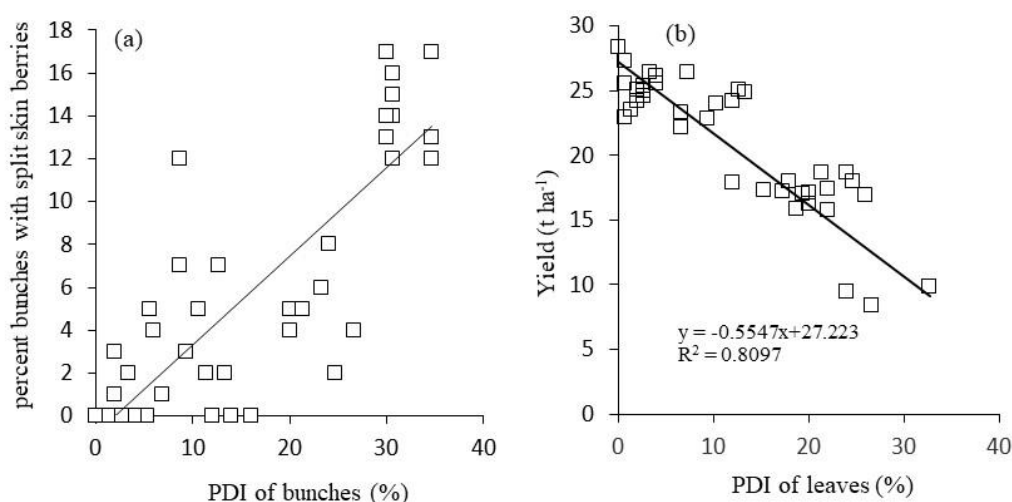 (a)
percent bunches with split skin berries
18
16
14
12
10
8
6
4
2
0
0 10 20 30 40
PDI of bunches (%)
(b)
Yield (t ha⁻¹)
30
25
20
15
10
5
0
y = -0.5547x+27.223
R² = 0.8097
0 10 20 30 40
PDI of leaves (%)